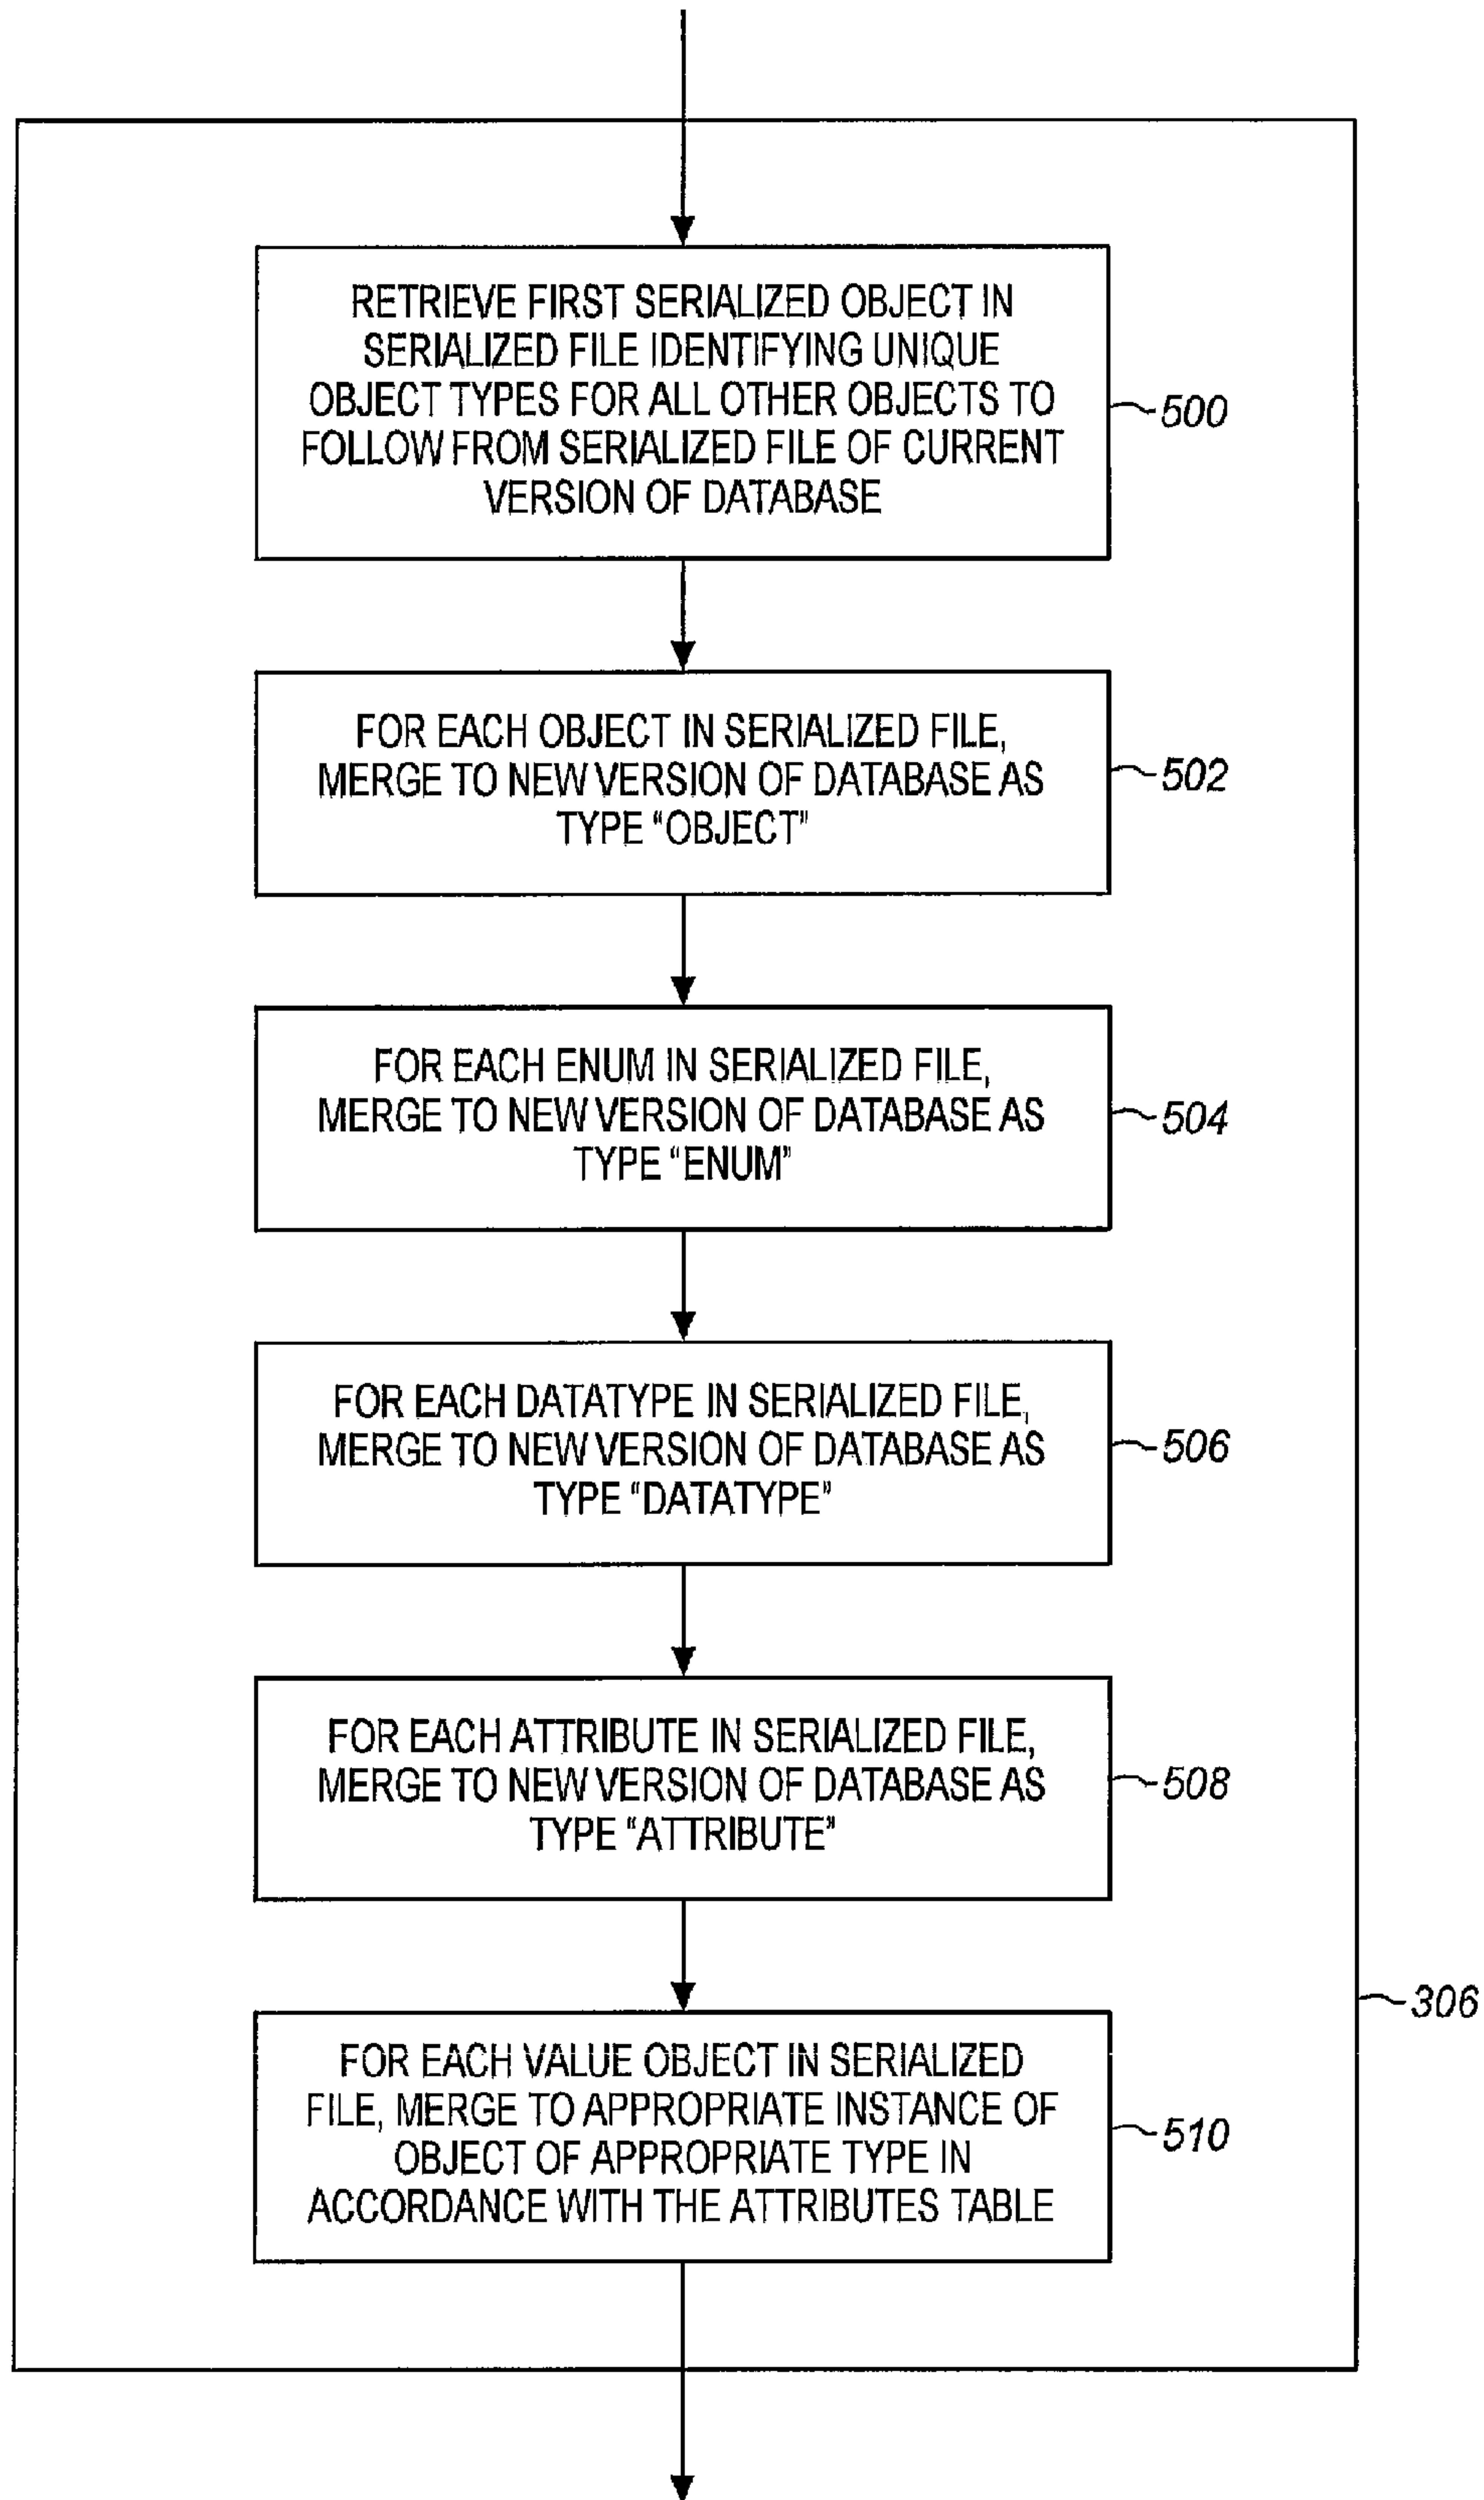 RETRIEVE FIRST SERIALIZED OBJECT IN
SERIALIZED FILE IDENTIFYING UNIQUE
OBJECT TYPES FOR ALL OTHER OBJECTS TO
FOLLOW FROM SERIALIZED FILE OF CURRENT
VERSION OF DATABASE
500
FOR EACH OBJECT IN SERIALIZED FILE,
MERGE TO NEW VERSION OF DATABASE AS
TYPE "OBJECT"
502
FOR EACH ENUM IN SERIALIZED FILE,
MERGE TO NEW VERSION OF DATABASE AS
TYPE "ENUM"
504
FOR EACH DATATYPE IN SERIALIZED FILE,
MERGE TO NEW VERSION OF DATABASE AS
TYPE "DATATYPE"
506
FOR EACH ATTRIBUTE IN SERIALIZED FILE,
MERGE TO NEW VERSION OF DATABASE AS
TYPE "ATTRIBUTE"
508
306
FOR EACH VALUE OBJECT IN SERIALIZED
FILE, MERGE TO APPROPRIATE INSTANCE OF
OBJECT OF APPROPRIATE TYPE IN
ACCORDANCE WITH THE ATTRIBUTES TABLE
510